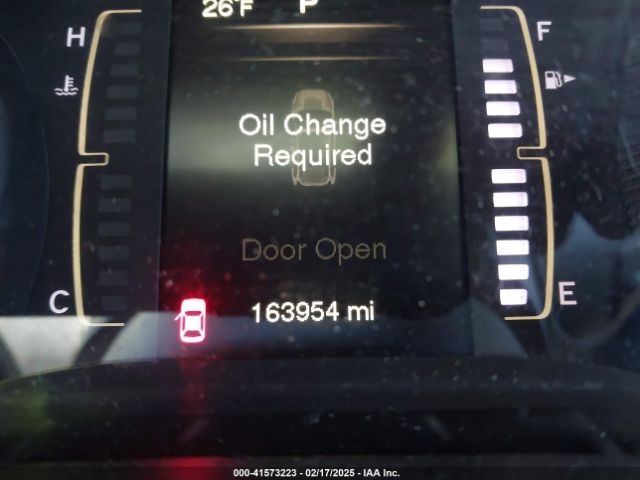 26°F P
H F
Oil Change
Required
Door Open
C E
163954 mi
000-41573223 - 02/17/2025 - IAA Inc.